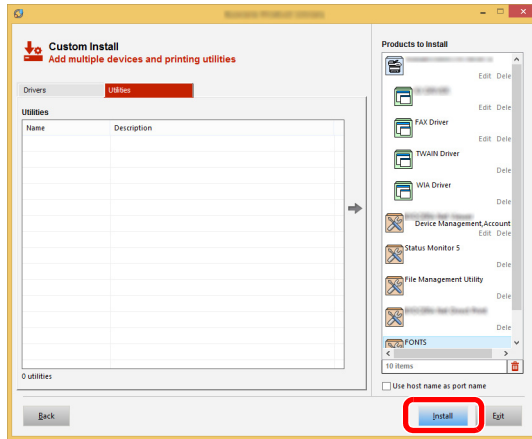 Custom Install
Add multiple devices and printing utilities
Drivers
Utilities
Utilities
Name
Description
0 utilities
Products to Install
Edit Dele
FAX Driver
Edit Dele
TWAIN Driver
Dele
WIA Driver
Dele
Device Management,Account
Edit Dele
Status Monitor 5
Dele
File Management Utility
Dele
Dele
FONTS
10 items
Use host name as port name
Back
Install
Exit